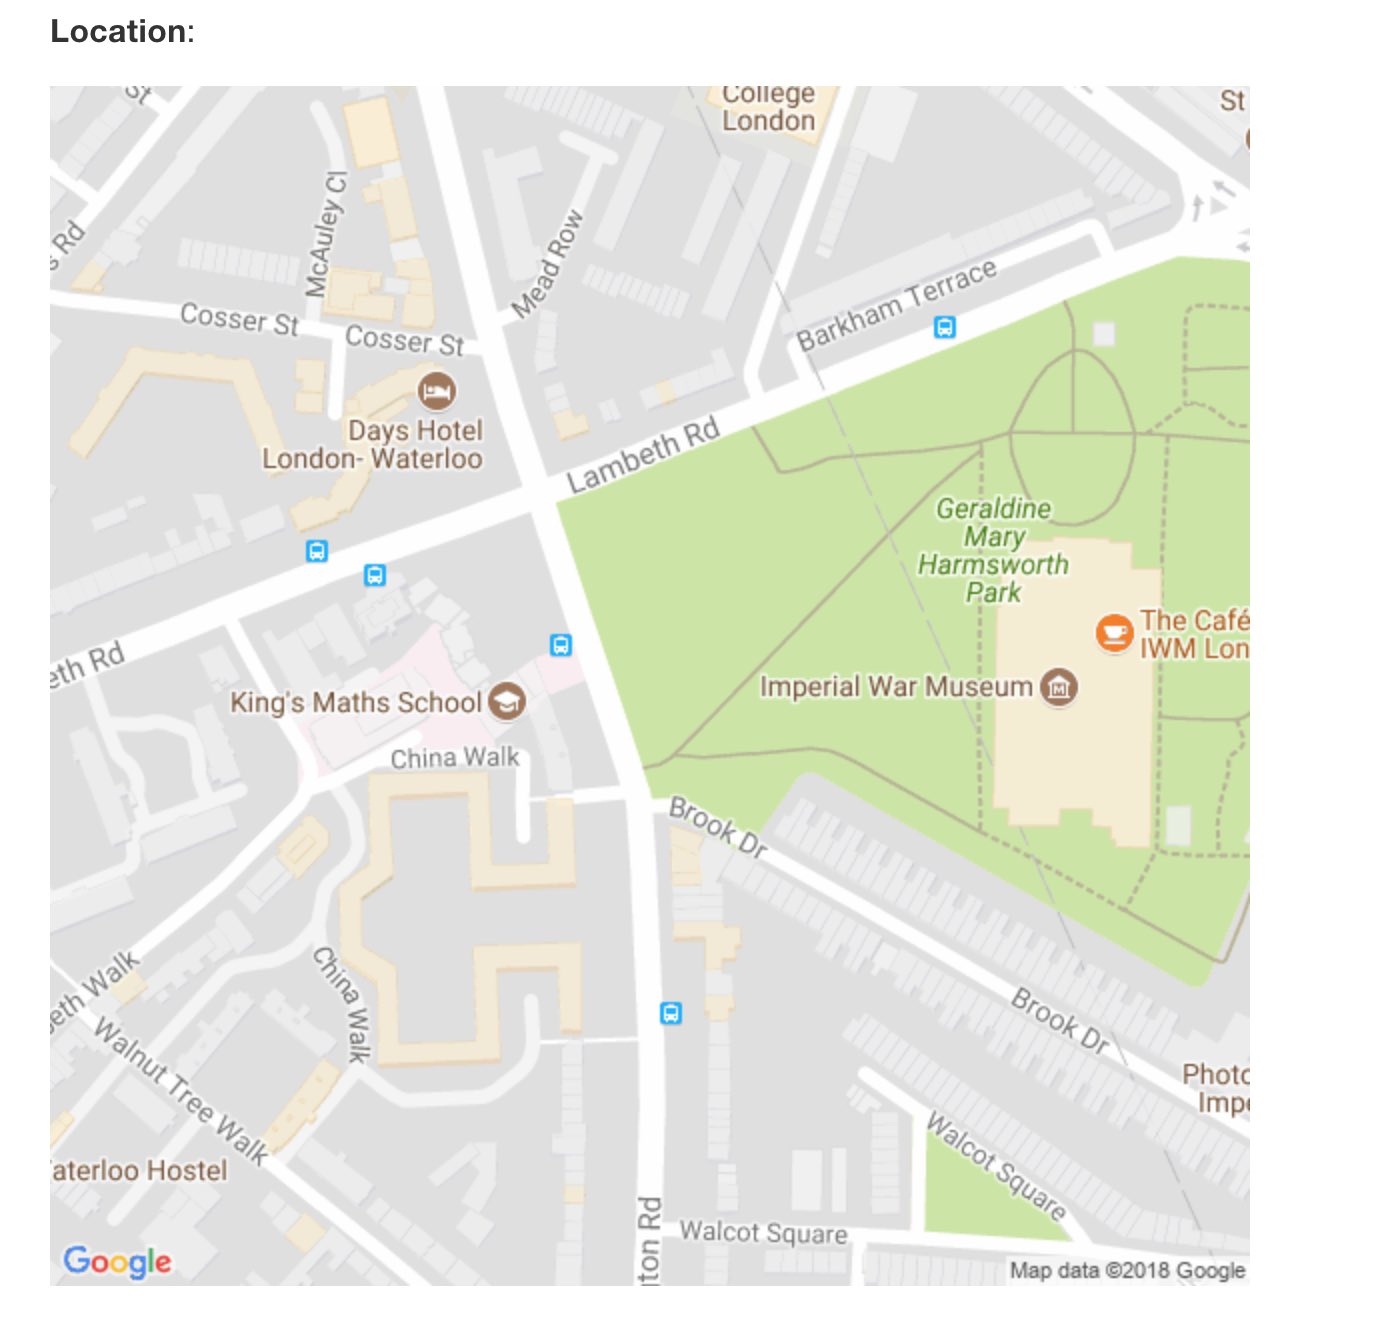 Location:
St
College
London
St
McAuley Cl
s Rd
Mead Row
Barkham Terrace
Cosser St
Cosser St
Days Hotel
London- Waterloo
Lambeth Rd
Geraldine
Mary
Harmsworth
Park
The Café
IWM Lon
eth Rd
King's Maths School
Imperial War Museum
China Walk
Brook Dr
China Walk
beth Walk
Brook Dr
Walnut Tree Walk
Photo
Impe
Walcot Square
aterloo Hostel
gton Rd
Walcot Square
Google
Map data ©2018 Google